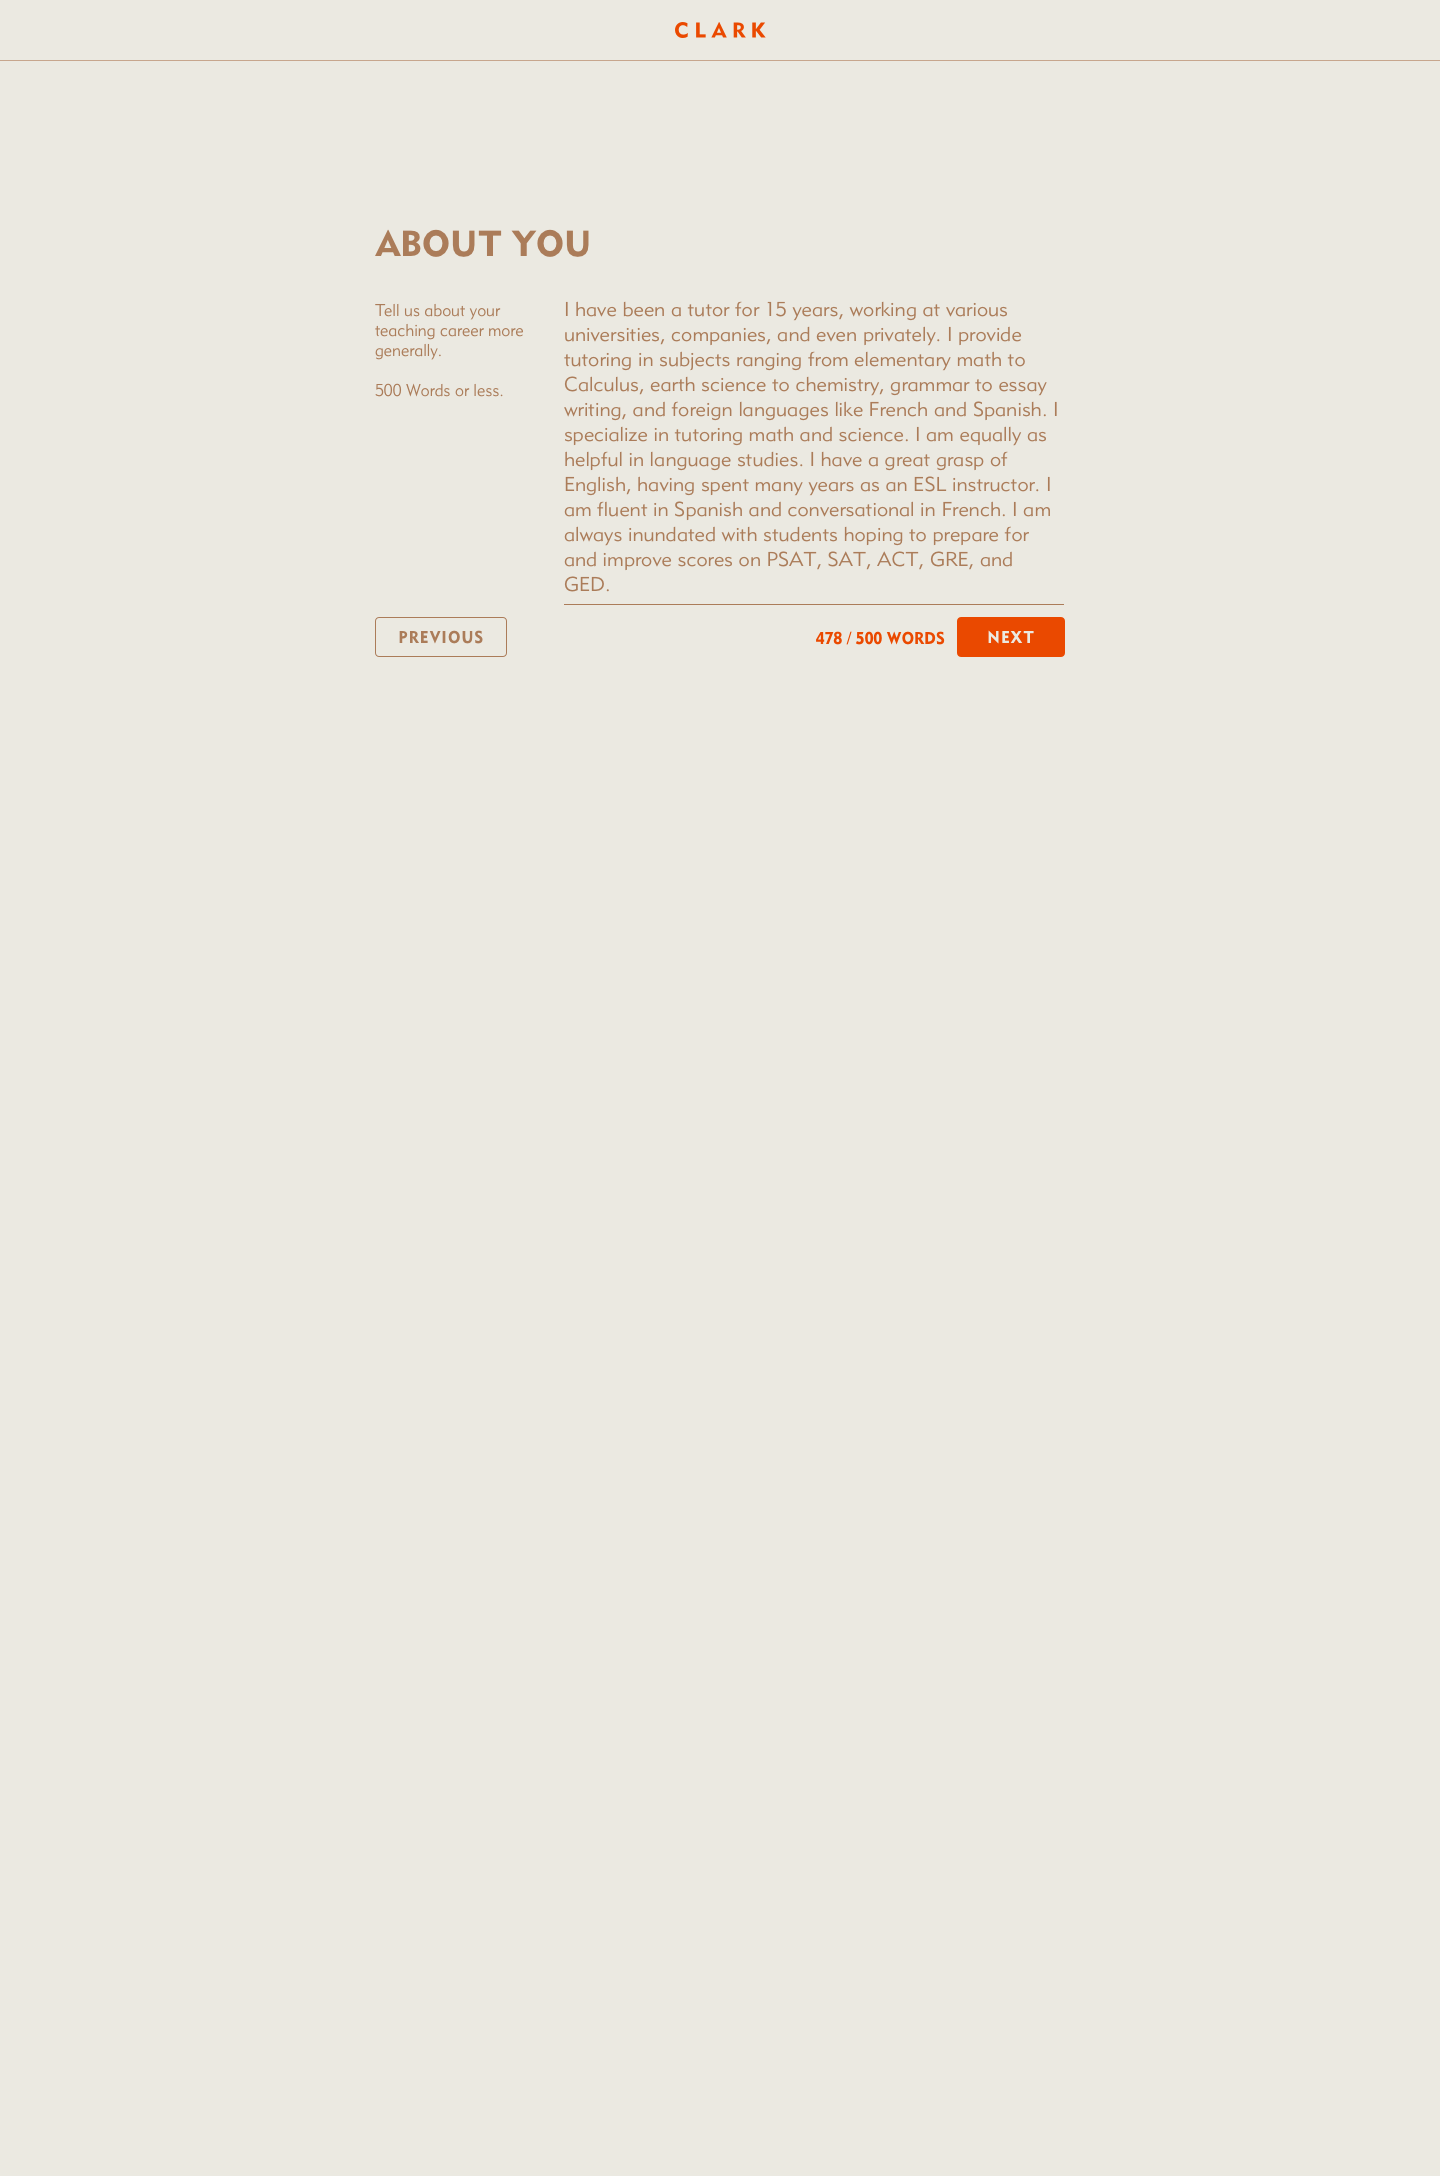 CLARK
ABOUT YOU
Tell us about your
teaching career more
generally.
500 Words or less.
I have been a tutor for 15 years, working at various
universities, companies, and even privately. I provide
tutoring in subjects ranging from elementary math to
Calculus, earth science to chemistry, grammar to essay
writing, and foreign languages like French and Spanish. I
specialize in tutoring math and science. I am equally as
helpful in language studies. I have a great grasp of
English, having spent many years as an ESL instructor. I
am fluent in Spanish and conversational in French. I am
always inundated with students hoping to prepare for
and improve scores on PSAT, SAT, ACT, GRE, and
GED.
PREVIOUS
478 / 500 WORDS
NEXT